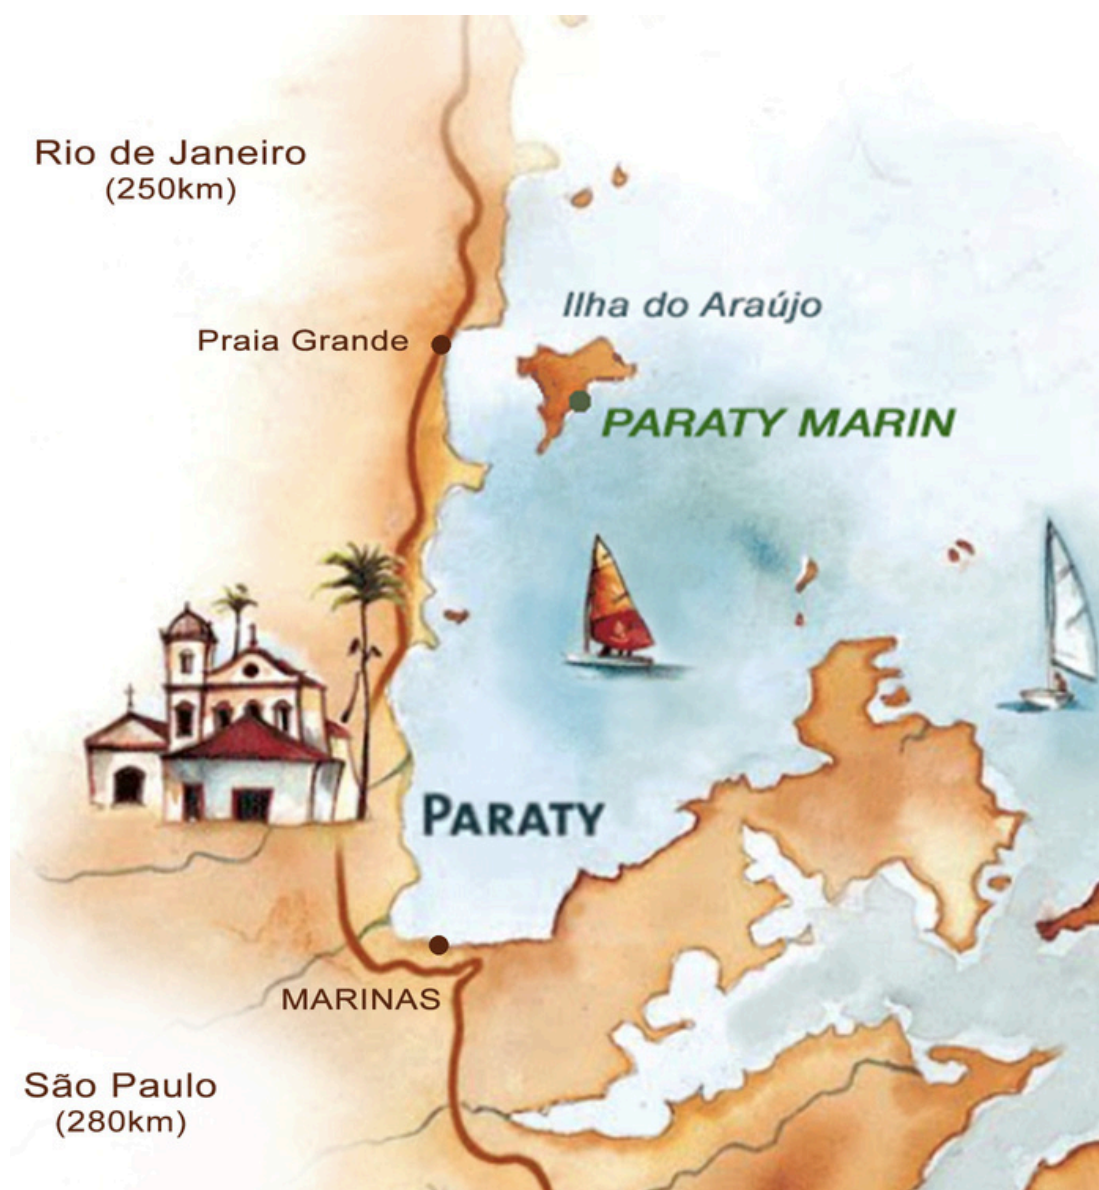 Rio de Janeiro
(250km)
Ilha do Araújo
Praia Grande
PARATY MARIN
PARATY
MARINAS
São Paulo
(280km)